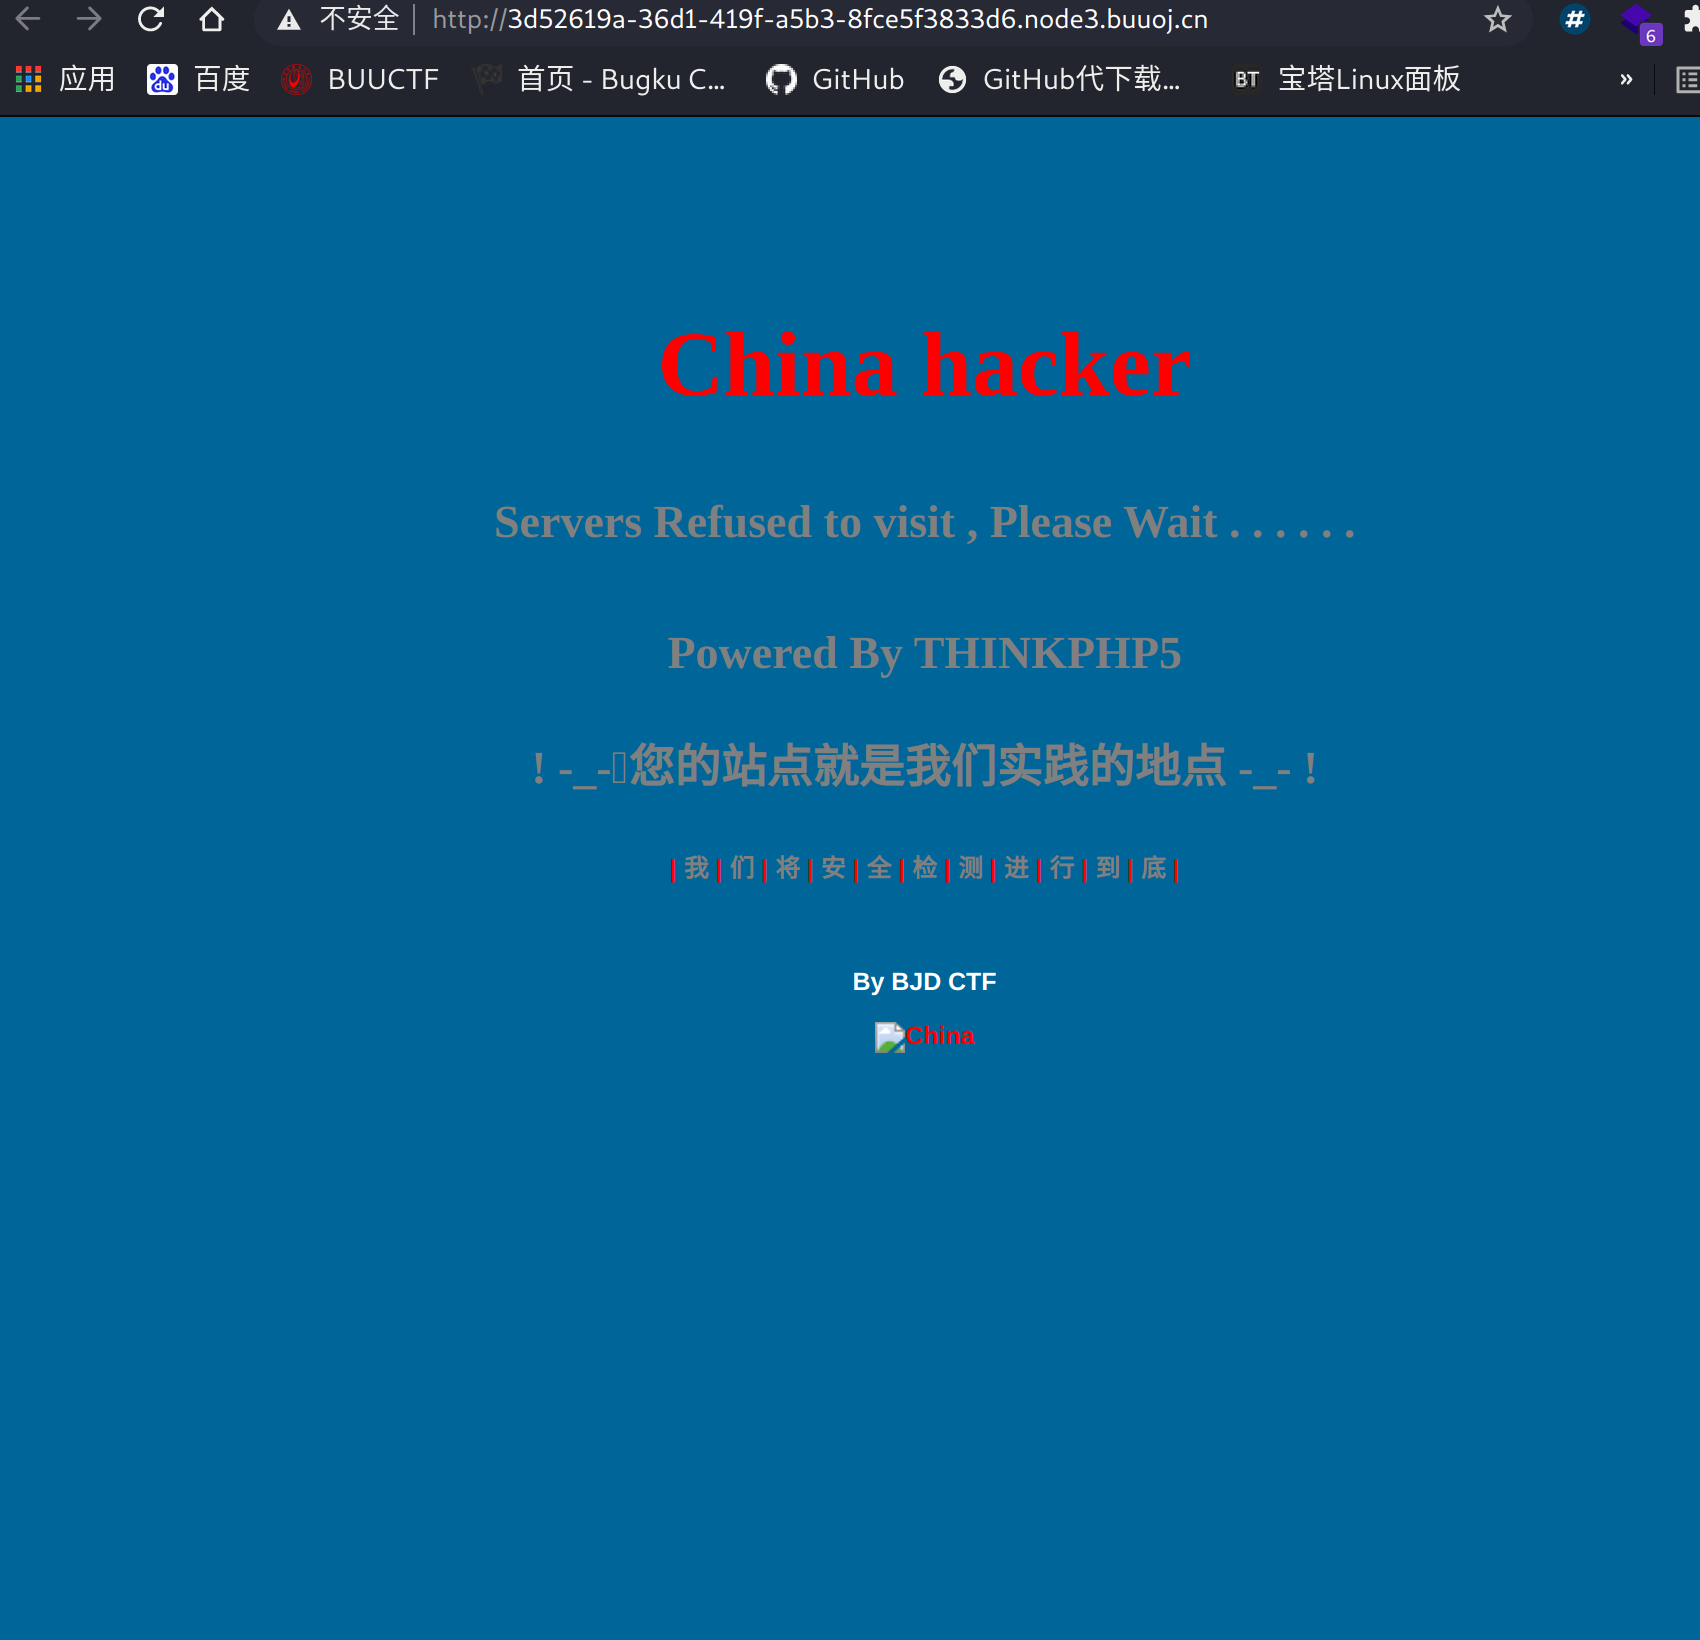 不安全 | http://3d52619a-36d1-419f-a5b3-8fce5f3833d6.node3.buuoj.cn
6
应用 百度 BUUCTF 首页 - Bugku C... GitHub GitHub代下载... BT 宝塔Linux面板 »
China hacker
Servers Refused to visit , Please Wait . . . . . .
Powered By THINKPHP5
! -_-您的站点就是我们实践的地点 -_- !
| 我 | 们 | 将 | 安 | 全 | 检 | 测 | 进 | 行 | 到 | 底 |
By BJD CTF
China